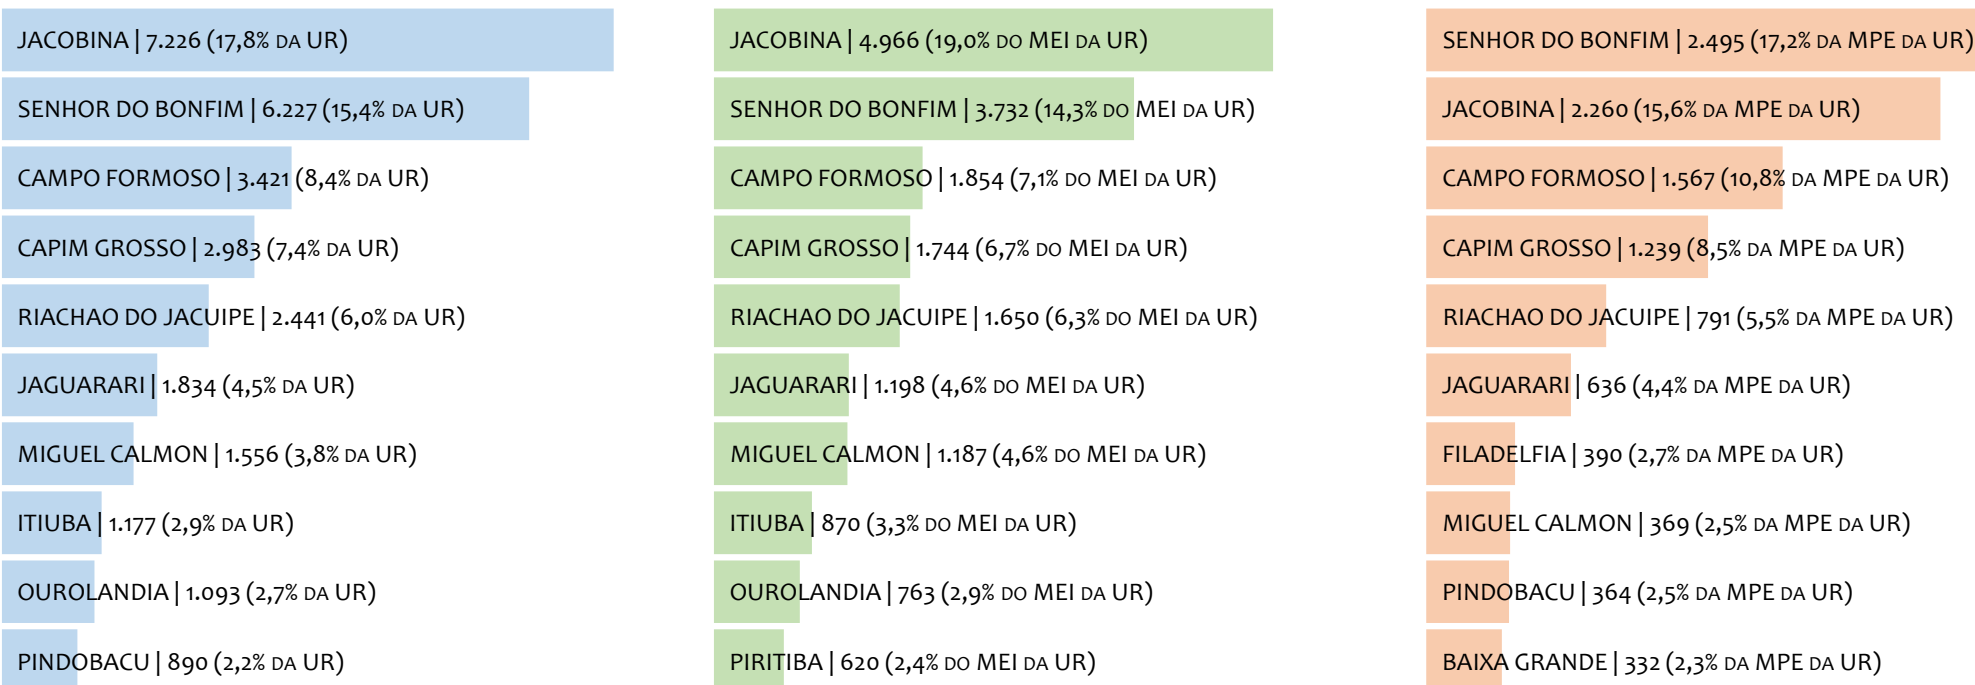 JACOBINA | 7.226 (17,8% DA UR)
SENHOR DO BONFIM | 6.227 (15,4% DA UR)
CAMPO FORMOSO | 3.421 (8,4% DA UR)
CAPIM GROSSO | 2.983 (7,4% DA UR)
RIACHAO DO JACUIPE | 2.441 (6,0% DA UR)
JAGUARARI | 1.834 (4,5% DA UR)
MIGUEL CALMON | 1.556 (3,8% DA UR)
ITIUBA | 1.177 (2,9% DA UR)
OUROLANDIA | 1.093 (2,7% DA UR)
PINDOBACU | 890 (2,2% DA UR)
JACOBINA | 4.966 (19,0% DO MEI DA UR)
SENHOR DO BONFIM | 3.732 (14,3% DO MEI DA UR)
CAMPO FORMOSO | 1.854 (7,1% DO MEI DA UR)
CAPIM GROSSO | 1.744 (6,7% DO MEI DA UR)
RIACHAO DO JACUIPE | 1.650 (6,3% DO MEI DA UR)
JAGUARARI | 1.198 (4,6% DO MEI DA UR)
MIGUEL CALMON | 1.187 (4,6% DO MEI DA UR)
ITIUBA | 870 (3,3% DO MEI DA UR)
OUROLANDIA | 763 (2,9% DO MEI DA UR)
PIRITIBA | 620 (2,4% DO MEI DA UR)
SENHOR DO BONFIM | 2.495 (17,2% DA MPE DA UR)
JACOBINA | 2.260 (15,6% DA MPE DA UR)
CAMPO FORMOSO | 1.567 (10,8% DA MPE DA UR)
CAPIM GROSSO | 1.239 (8,5% DA MPE DA UR)
RIACHAO DO JACUIPE | 791 (5,5% DA MPE DA UR)
JAGUARARI | 636 (4,4% DA MPE DA UR)
FILADELFIA | 390 (2,7% DA MPE DA UR)
MIGUEL CALMON | 369 (2,5% DA MPE DA UR)
PINDOBACU | 364 (2,5% DA MPE DA UR)
BAIXA GRANDE | 332 (2,3% DA MPE DA UR)